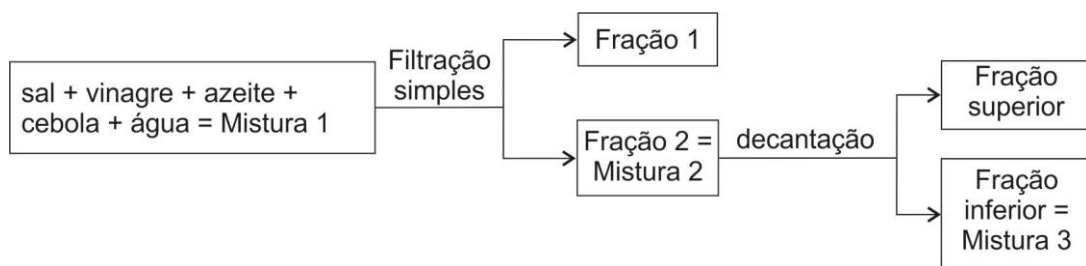 sal + vinagre + azeite +
cebola + água = Mistura 1
Filtração
simples
Fração 1
Fração 2 =
Mistura 2
decantação
Fração
superior
Fração
inferior =
Mistura 3